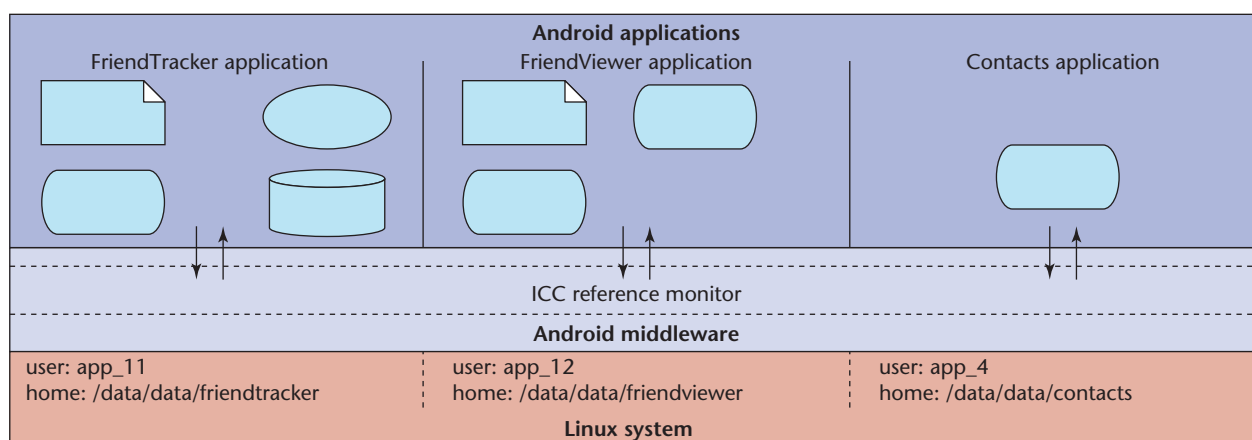 Android applications
FriendTracker application
FriendViewer application
Contacts application
ICC reference monitor
Android middleware
user: app_11
home: /data/data/friendtracker
user: app_12
home: /data/data/friendviewer
user: app_4
home: /data/data/contacts
Linux system